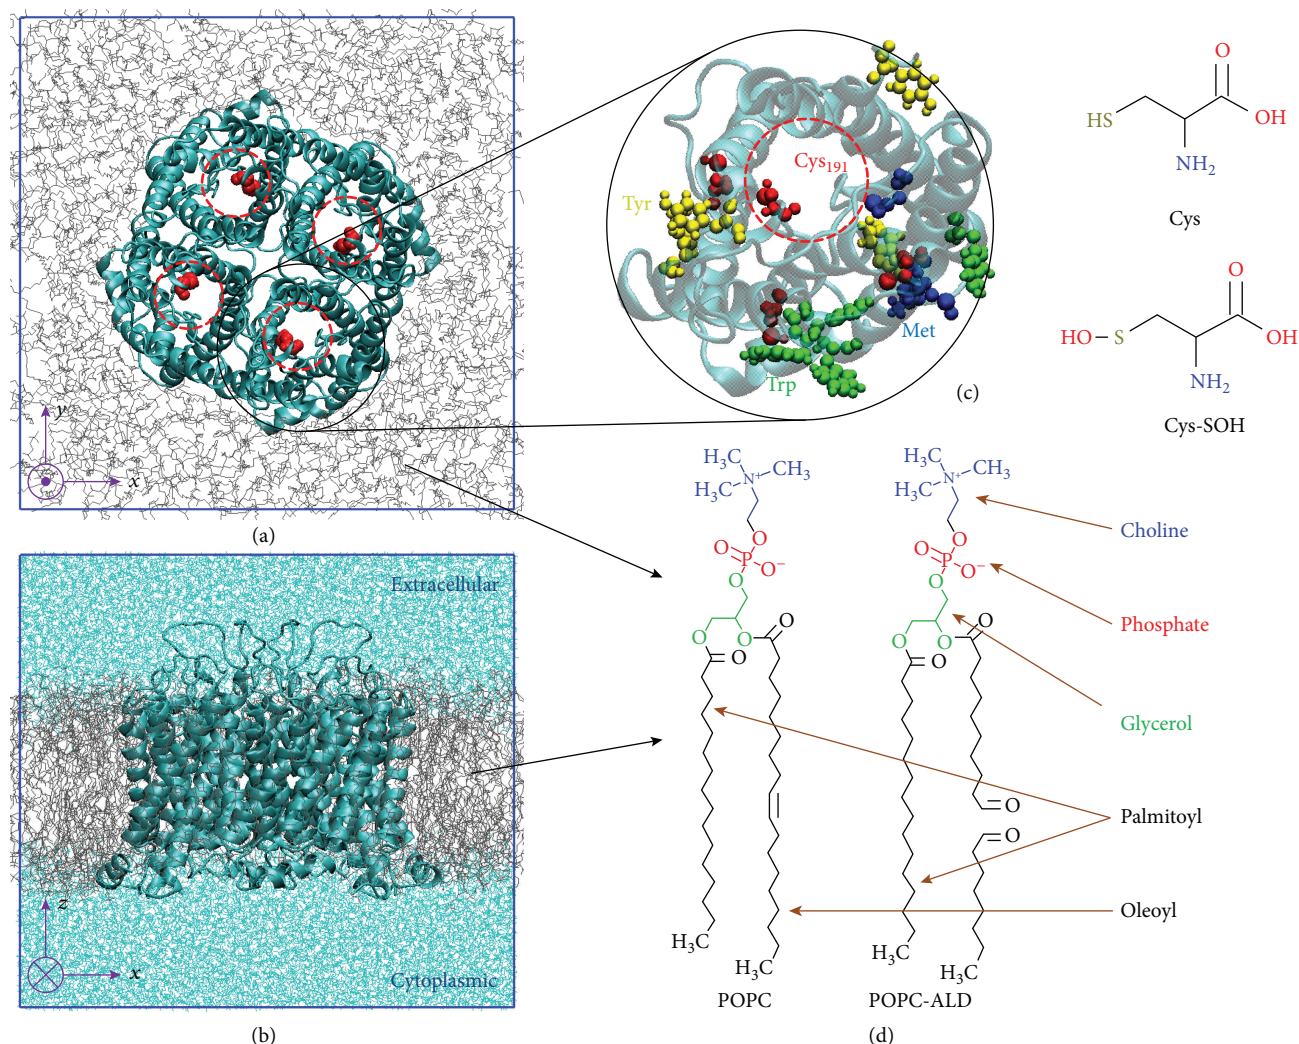 y
x
(a)
Extracellular
Cytoplasmic
z
x
(b)
Tyr
Cys191
Met
Trp
(c)
O
HS
OH
NH2
Cys
O
HO
S
OH
NH2
Cys-SOH
H3C
CH3
N+
H3C
O
O
P
O−
O
O
O
O
O
H3C
H3C
POPC
H3C
CH3
N+
H3C
O
O
P
O−
O
O
O
O
O
O
O
H3C
H3C
POPC-ALD
Choline
Phosphate
Glycerol
Palmitoyl
Oleoyl
(d)